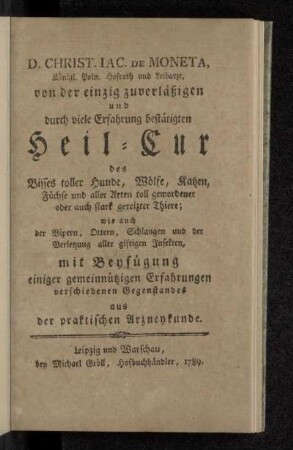 D. CHRIST. IAC. DE MONETA,
Königl. Poln. Hofrath und Leibarzt,
von der einzig zuverläßigen
und
durch viele Erfahrung bestätigten
Heil-Cur
des
Bisses toller Hunde, Wölfe, Katzen,
Füchse und aller Arten toll gewordener
oder auch stark gereizter Thiere;
wie auch
der Vipern, Ottern, Schlangen und der
Verletzung aller giftigen Insekten,
mit Beyfügung
einiger gemeinnützigen Erfahrungen
verschiedenen Gegenstandes
aus
der praktischen Arzneykunde.
Leipzig und Warschau,
bey Michael Gröll, Hofbuchhändler, 1789.